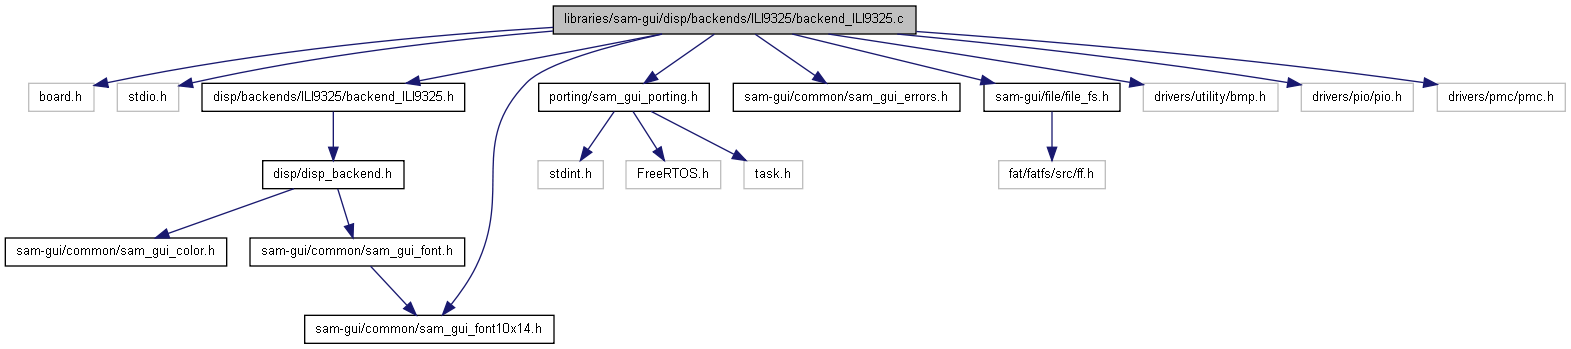 libraries/sam-gui/disp/backends/ILI9325/backend_ILI9325.c
board.h
stdio.h
disp/backends/ILI9325/backend_ILI9325.h
porting/sam_gui_porting.h
sam-gui/common/sam_gui_errors.h
sam-gui/file/file_fs.h
drivers/utility/bmp.h
drivers/pio/pio.h
drivers/pmc/pmc.h
disp/disp_backend.h
stdint.h
FreeRTOS.h
task.h
fat/fatfs/src/ff.h
sam-gui/common/sam_gui_color.h
sam-gui/common/sam_gui_font.h
sam-gui/common/sam_gui_font10x14.h